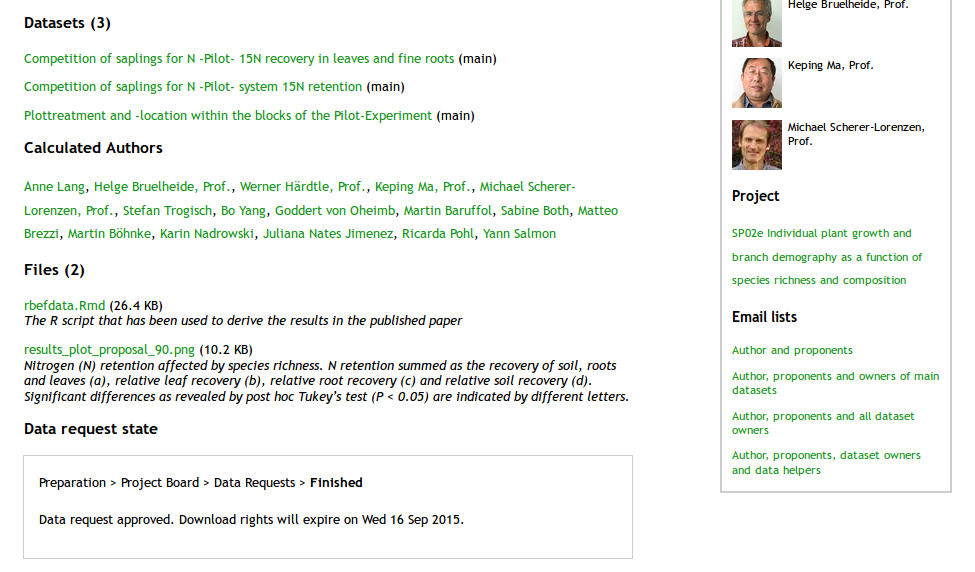 Datasets (3)
Competition of saplings for N -Pilot- 15N recovery in leaves and fine roots (main)
Competition of saplings for N -Pilot- system 15N retention (main)
Plottreatment and -location within the blocks of the Pilot-Experiment (main)
Calculated Authors
Anne Lang, Helge Bruelheide, Prof., Werner Härdtle, Prof., Keping Ma, Prof., Michael Scherer-
Lorenzen, Prof., Stefan Trogisch, Bo Yang, Goddert von Oheimb, Martin Baruffol, Sabine Both, Matteo
Brezzi, Martin Böhnke, Karin Nadrowski, Juliana Nates Jimenez, Ricarda Pohl, Yann Salmon
Files (2)
rbefdata.Rmd (26.4 KB)
The R script that has been used to derive the results in the published paper
results_plot_proposal_90.png (10.2 KB)
Nitrogen (N) retention affected by species richness. N retention summed as the recovery of soil, roots
and leaves (a), relative leaf recovery (b), relative root recovery (c) and relative soil recovery (d).
Significant differences as revealed by post hoc Tukey's test (P < 0.05) are indicated by different letters.
Data request state
Preparation > Project Board > Data Requests > Finished
Data request approved. Download rights will expire on Wed 16 Sep 2015.
Helge Bruelheide, Prof.
Keping Ma, Prof.
Michael Scherer-Lorenzen,
Prof.
Project
SP02e Individual plant growth and
branch demography as a function of
species richness and composition
Email lists
Author and proponents
Author, proponents and owners of main
datasets
Author, proponents and all dataset
owners
Author, proponents, dataset owners
and data helpers